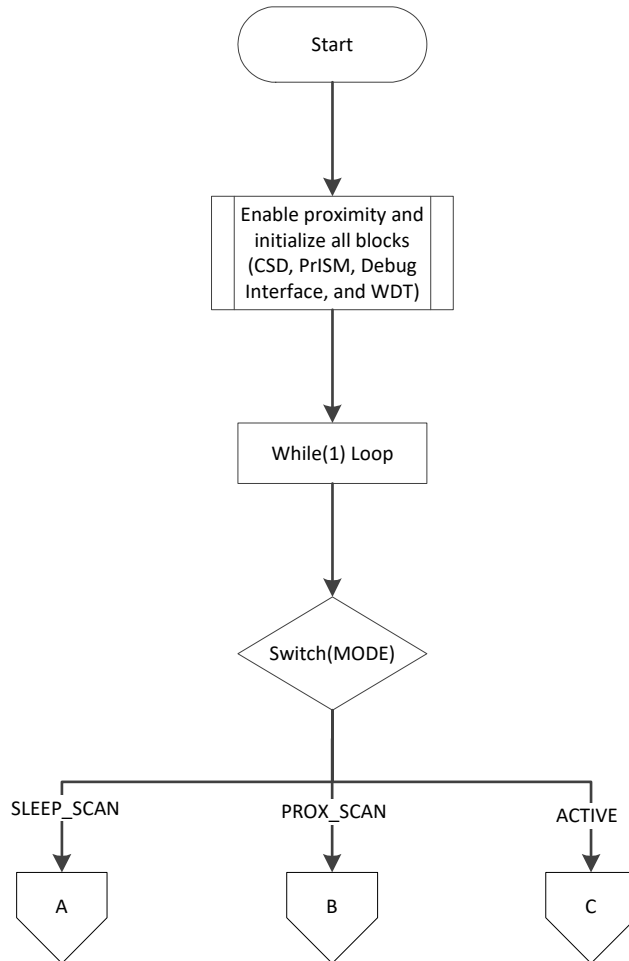 Start
Enable proximity and
initialize all blocks
(CSD, PrISM, Debug
Interface, and WDT)
While(1) Loop
Switch(MODE)
SLEEP_SCAN
PROX_SCAN
ACTIVE
A
B
C